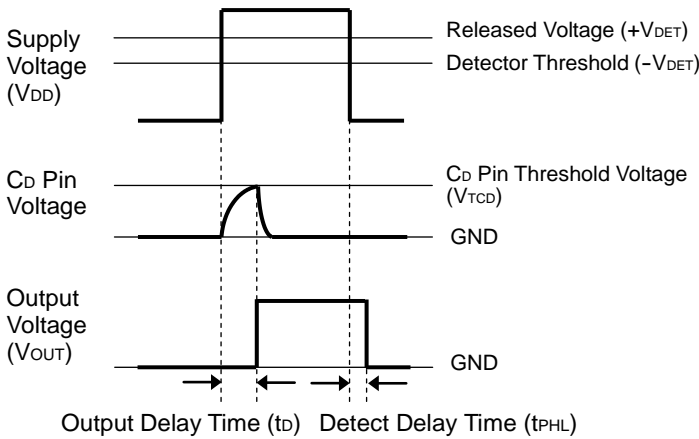 Supply
Voltage
(VDD)
Released Voltage (+VDET)
Detector Threshold (−VDET)
CD Pin
Voltage
CD Pin Threshold Voltage
(VTCD)
GND
Output
Voltage
(VOUT)
GND
Output Delay Time (tD) Detect Delay Time (tPHL)